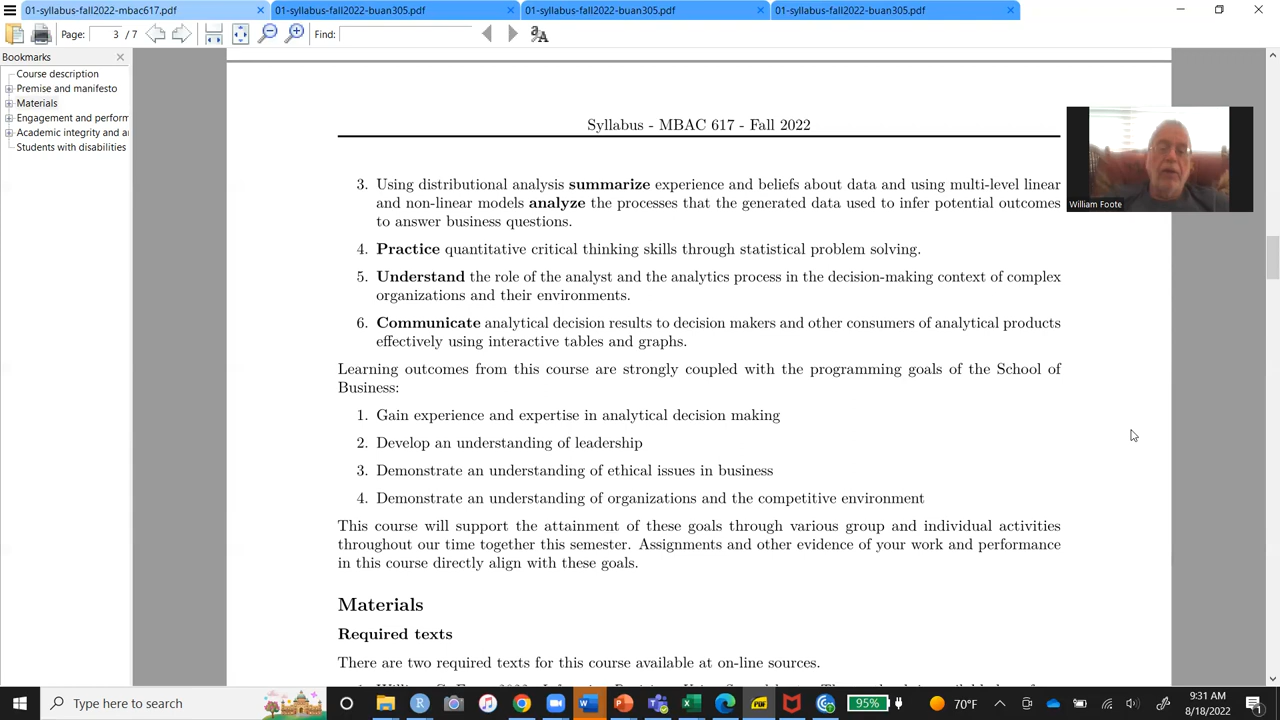 01-syllabus-fall2022-mbac617.pdf
01-syllabus-fall2022-buan305.pdf
01-syllabus-fall2022-buan305.pdf
01-syllabus-fall2022-buan305.pdf
Page: 3 / 7
Find:
Bookmarks
Course description
Premise and manifesto
Materials
Engagement and perform
Academic integrity and a
Students with disabilities
Syllabus - MBAC 617 - Fall 2022
3. Using distributional analysis summarize experience and beliefs about data and using multi-level linear
and non-linear models analyze the processes that the generated data used to infer potential outcomes
to answer business questions.
4. Practice quantitative critical thinking skills through statistical problem solving.
5. Understand the role of the analyst and the analytics process in the decision-making context of complex
organizations and their environments.
6. Communicate analytical decision results to decision makers and other consumers of analytical products
effectively using interactive tables and graphs.
Learning outcomes from this course are strongly coupled with the programming goals of the School of
Business:
1. Gain experience and expertise in analytical decision making
2. Develop an understanding of leadership
3. Demonstrate an understanding of ethical issues in business
4. Demonstrate an understanding of organizations and the competitive environment
This course will support the attainment of these goals through various group and individual activities
throughout our time together this semester. Assignments and other evidence of your work and performance
in this course directly align with these goals.
Materials
Required texts
There are two required texts for this course available at on-line sources.
William Foote
Type here to search
95%
70°F
9:31 AM
8/18/2022